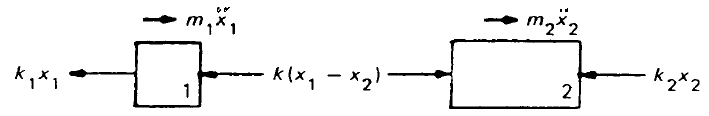 m₁ẍ₁ m₂ẍ₂
k₁x₁ k(x₁ − x₂) k₂x₂
1 2